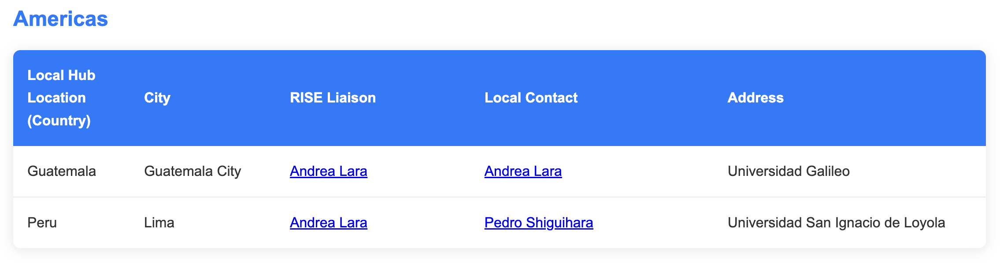 Americas
Local Hub Location (Country) City RISE Liaison Local Contact Address
Guatemala Guatemala City Andrea Lara Andrea Lara Universidad Galileo
Peru Lima Andrea Lara Pedro Shiguihara Universidad San Ignacio de Loyola